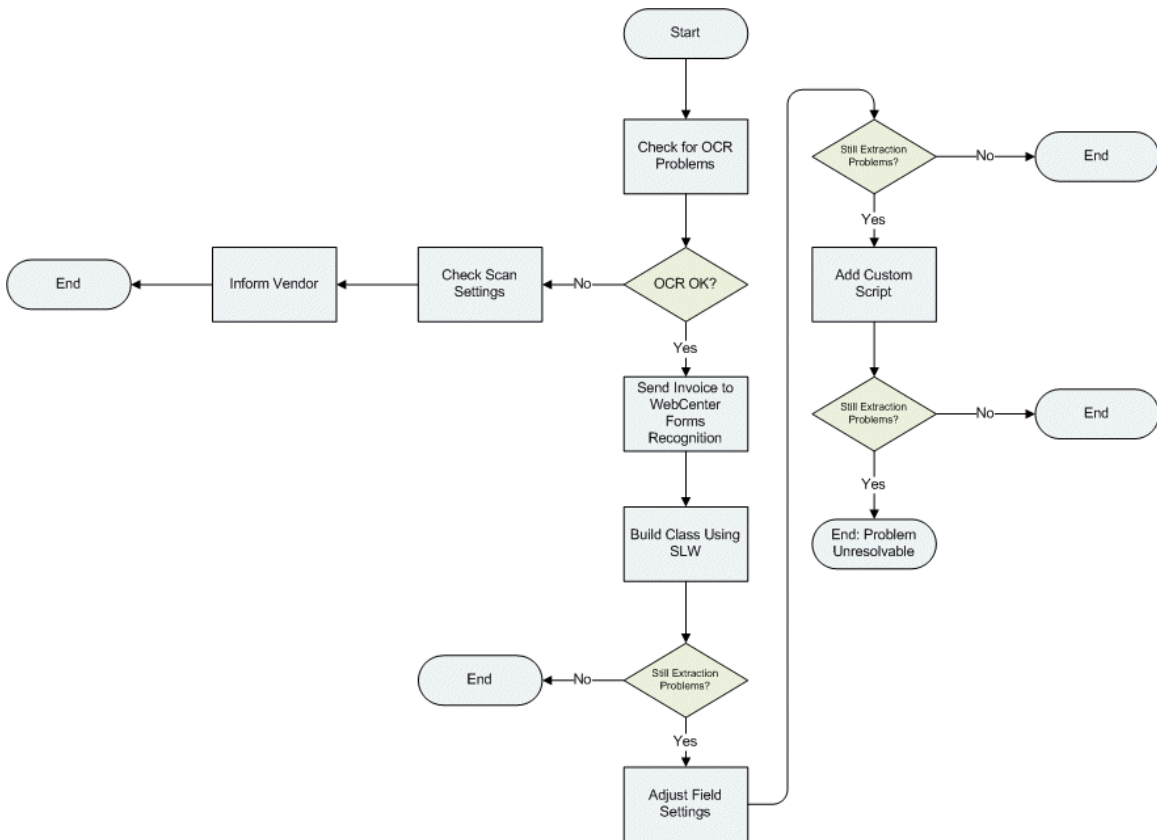 Start
Check for OCR
Problems
OCR OK?
No
Check Scan
Settings
Inform Vendor
End
Yes
Send Invoice to
WebCenter
Forms
Recognition
Build Class Using
SLW
Still Extraction
Problems?
No
End
Yes
Adjust Field
Settings
Still Extraction
Problems?
No
End
Yes
Add Custom
Script
Still Extraction
Problems?
No
End
Yes
End: Problem
Unresolvable